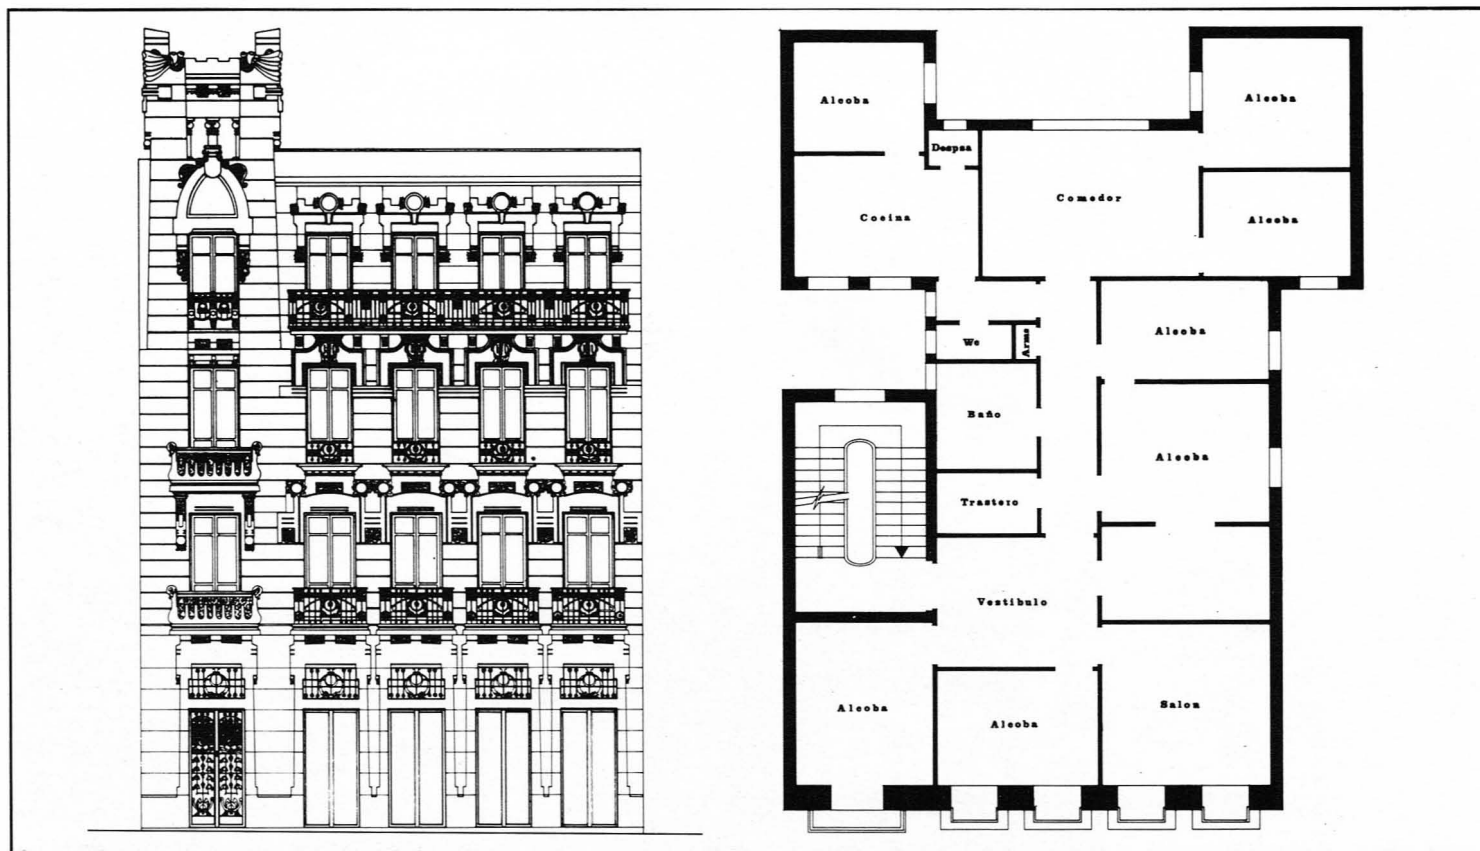 Alcoba
Alcoba
Despsa
Comedor
Cocina
Alcoba
Alcoba
Wc
Arma
Baño
Alcoba
Trastero
Vestibulo
Alcoba
Alcoba
Salon